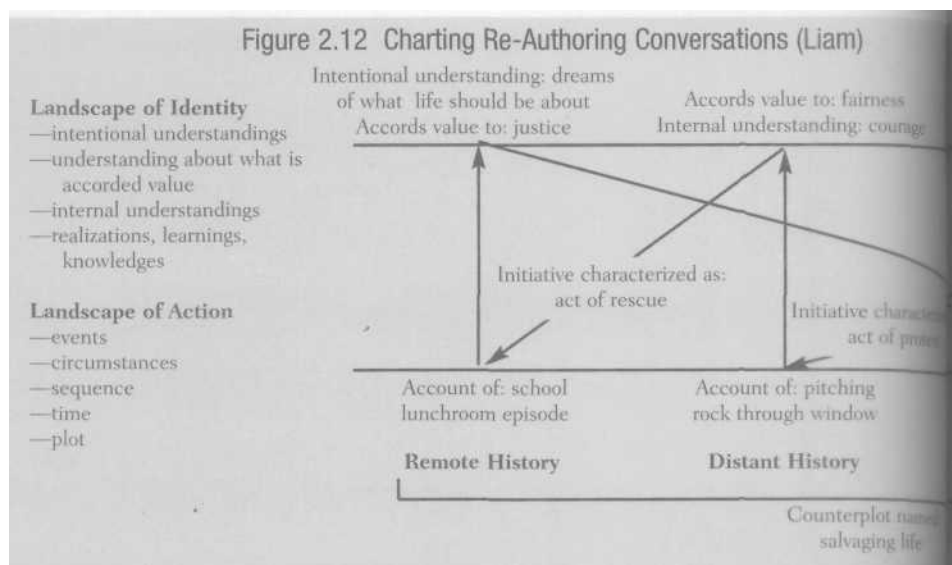 Figure 2.12 Charting Re-Authoring Conversations (Liam)
Landscape of Identity
—intentional understandings
—understanding about what is
accorded value
—internal understandings
—realizations, learnings,
knowledges
Landscape of Action
—events
—circumstances
—sequence
—time
—plot
Intentional understanding: dreams
of what life should be about
Accords value to: justice
Accords value to: fairness
Internal understanding: courage
Initiative characterized as:
act of rescue
Initiative
act of
Account of: school
lunchroom episode
Account of: pitching
rock through window
Remote History
Distant History
Counterplot
salvaging life